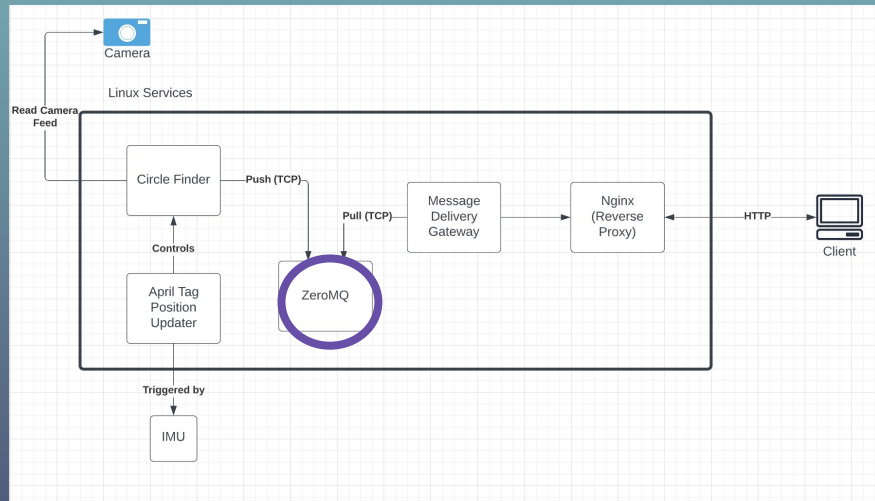 Camera
Linux Services
Read Camera
Feed
Circle Finder
Push (TCP)
Pull (TCP)
Message
Delivery
Gateway
Nginx
(Reverse
Proxy)
HTTP
Client
Controls
April Tag
Position
Updater
ZeroMQ
Triggered by
IMU